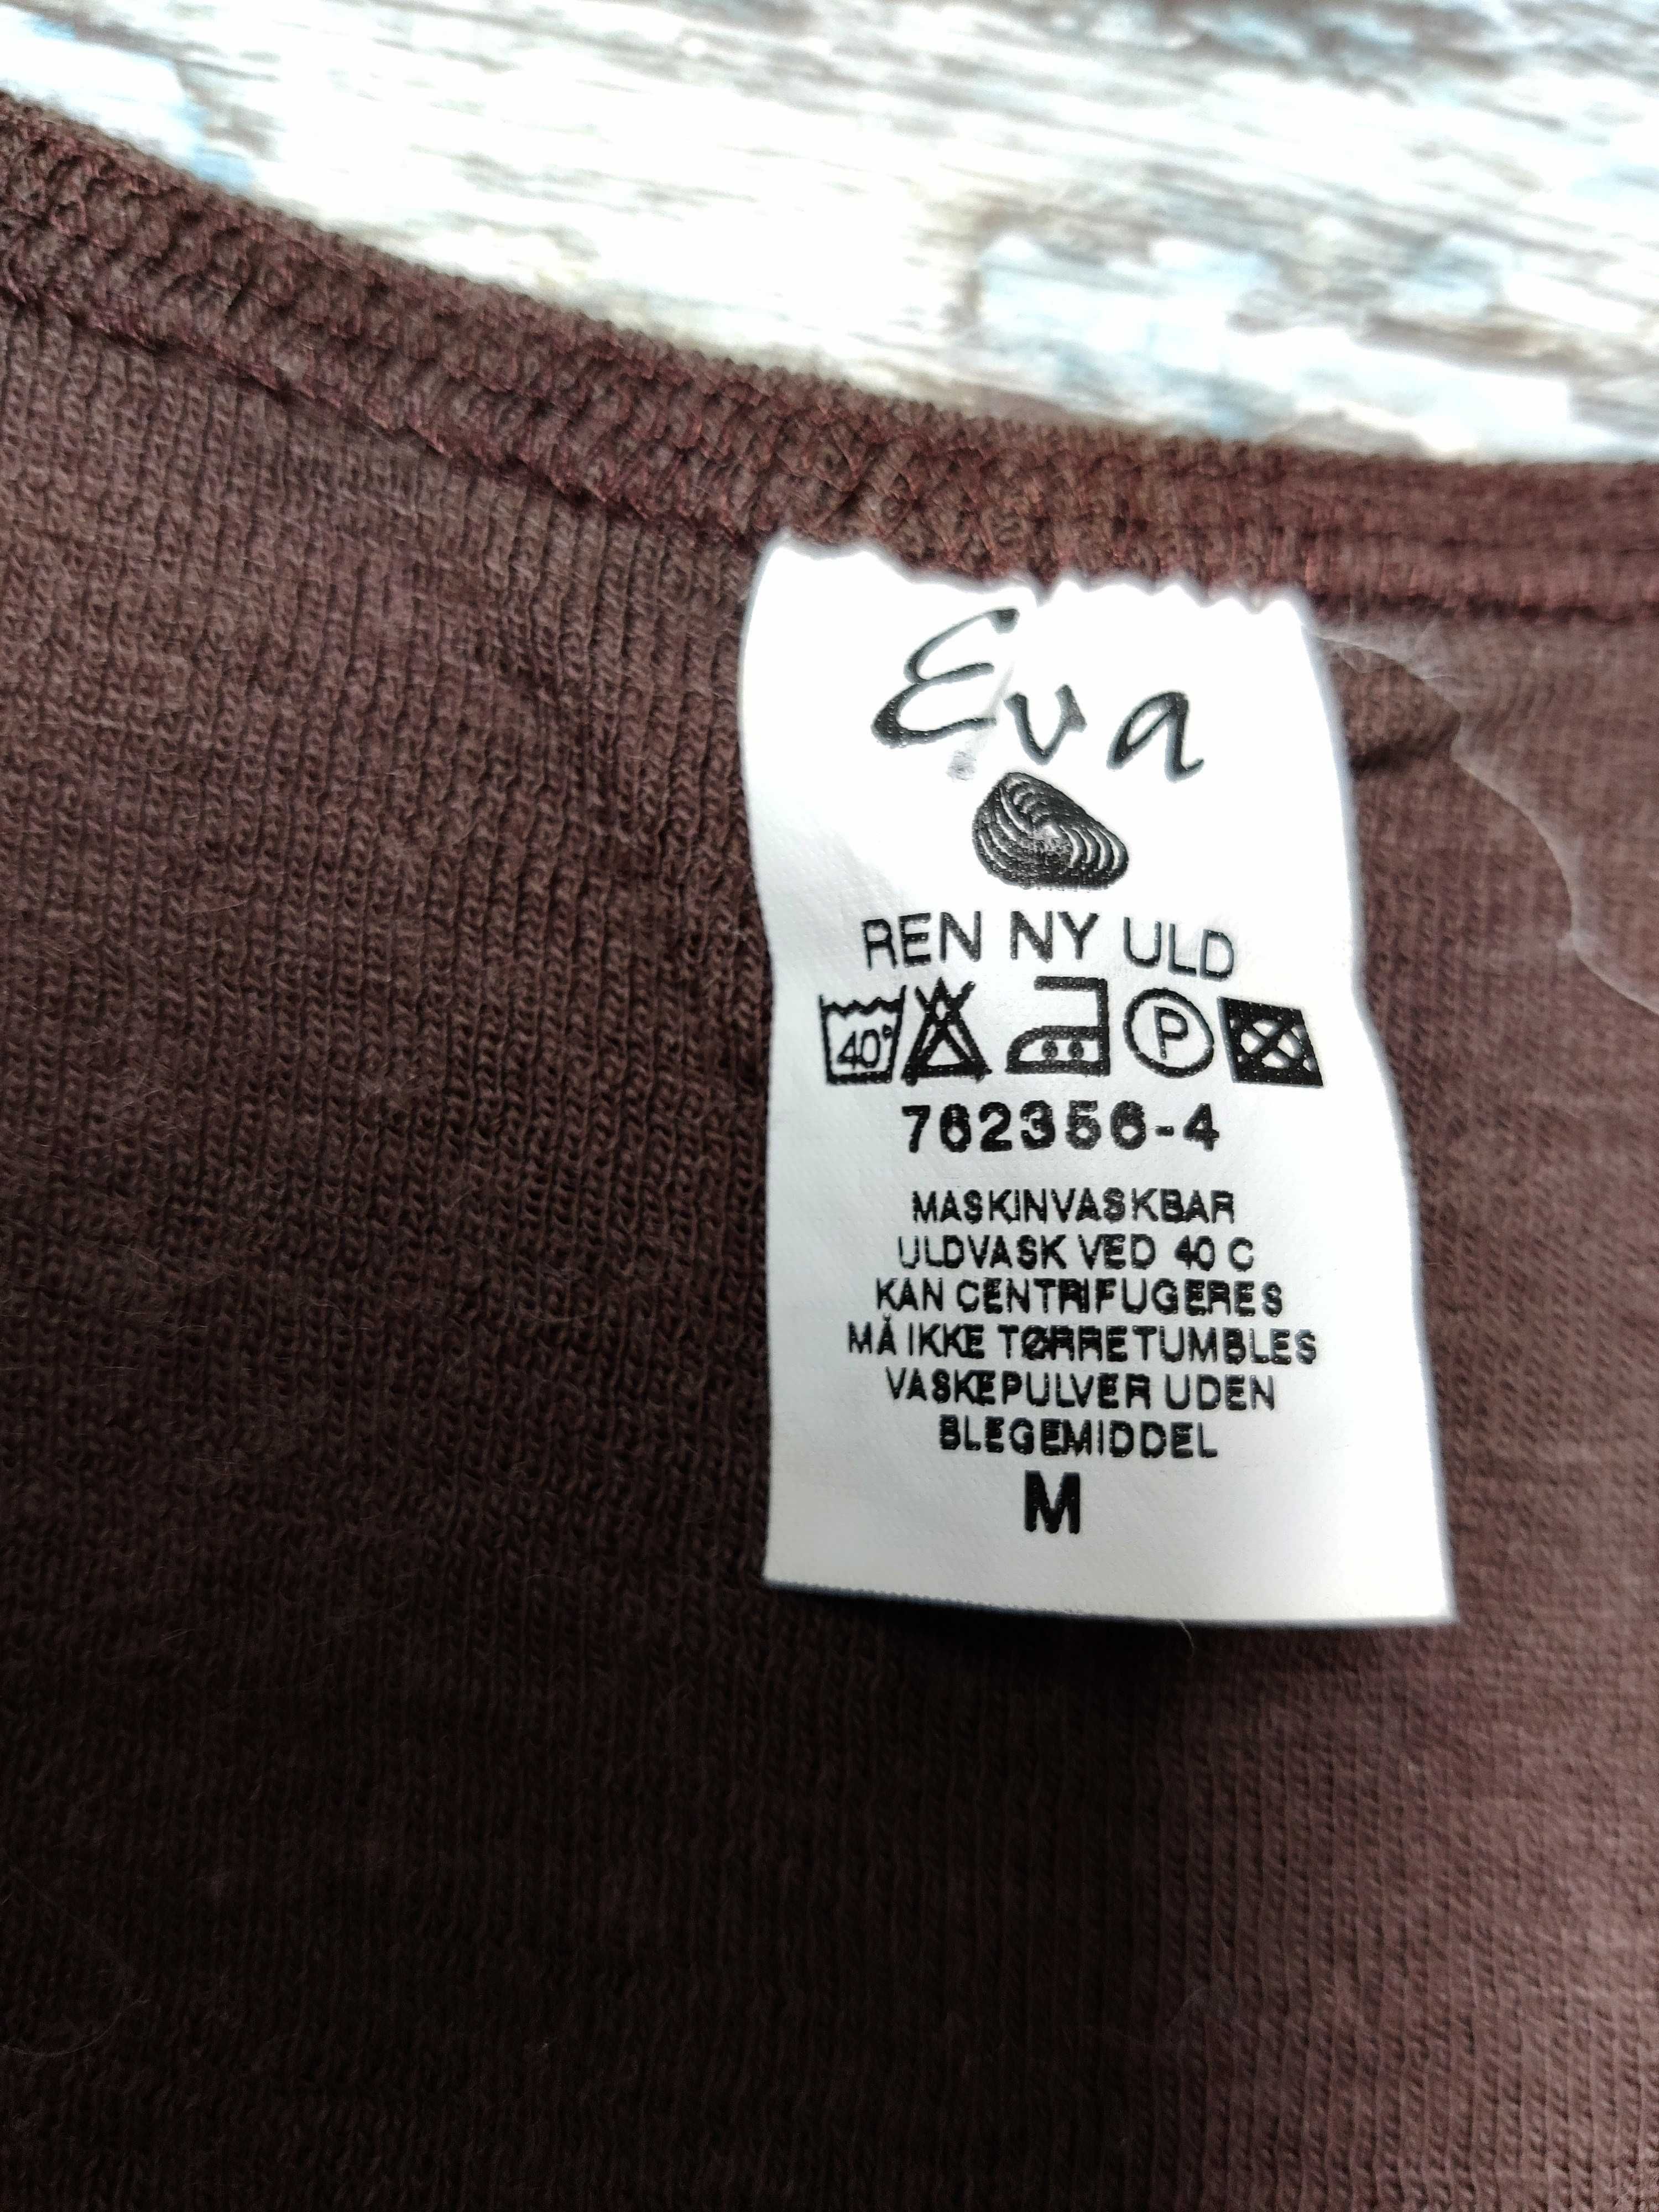 Eva
REN NY ULD
40° P
762356-4
MASKINVASKBAR
ULDVASK VED 40 C
KAN CENTRIFUGERES
MÅ IKKE TØRRETUMBLES
VASKEPULVER UDEN
BLEGEMIDDEL
M